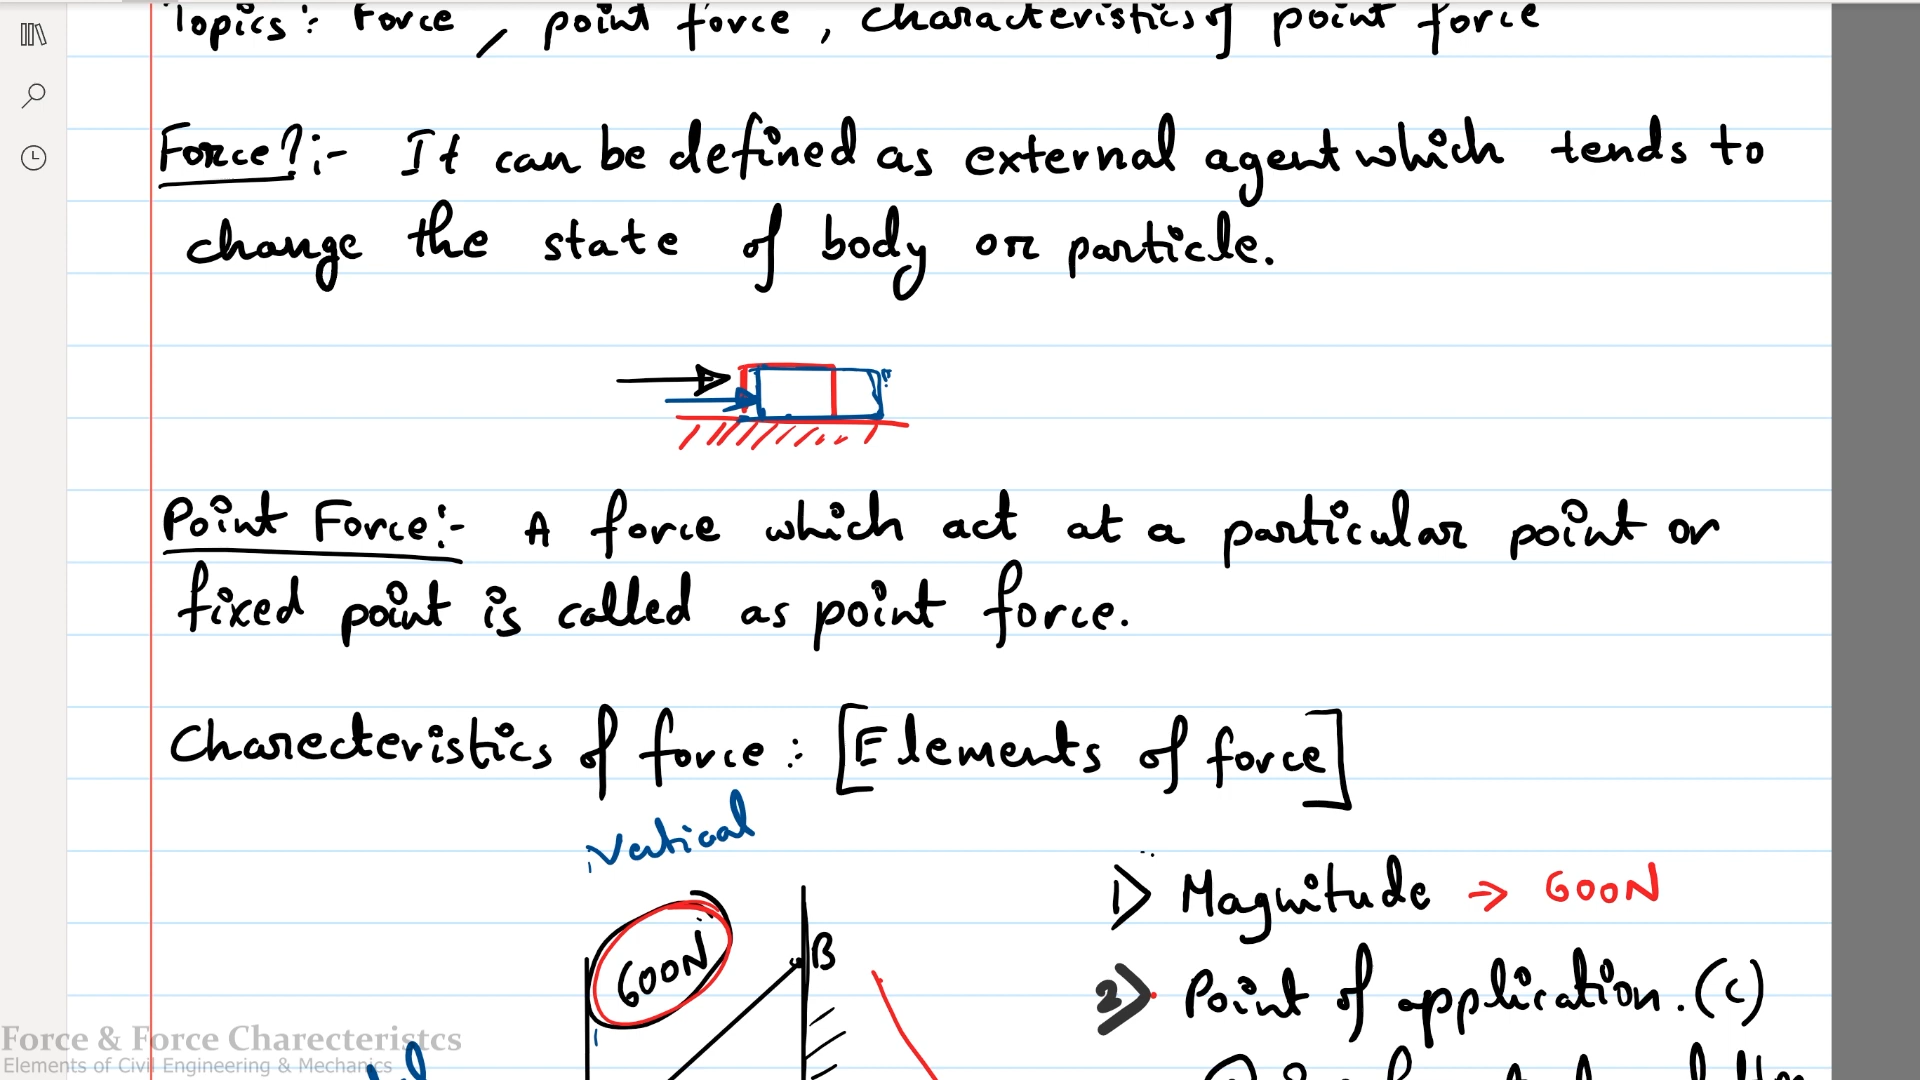 Topics: Force, point force, characteristics of point force
Force?:- It can be defined as external agent which tends to
change the state of body or particle.
Point Force:- A force which act at a particular point or
fixed point is called as point force.
Charecteristics of force: [Elements of force]
Vertical
1) Magnitude → 600N
600N
B
2) Point of application. (C)
Force & Force Charecteristcs
Elements of Civil Engineering & Mechanics